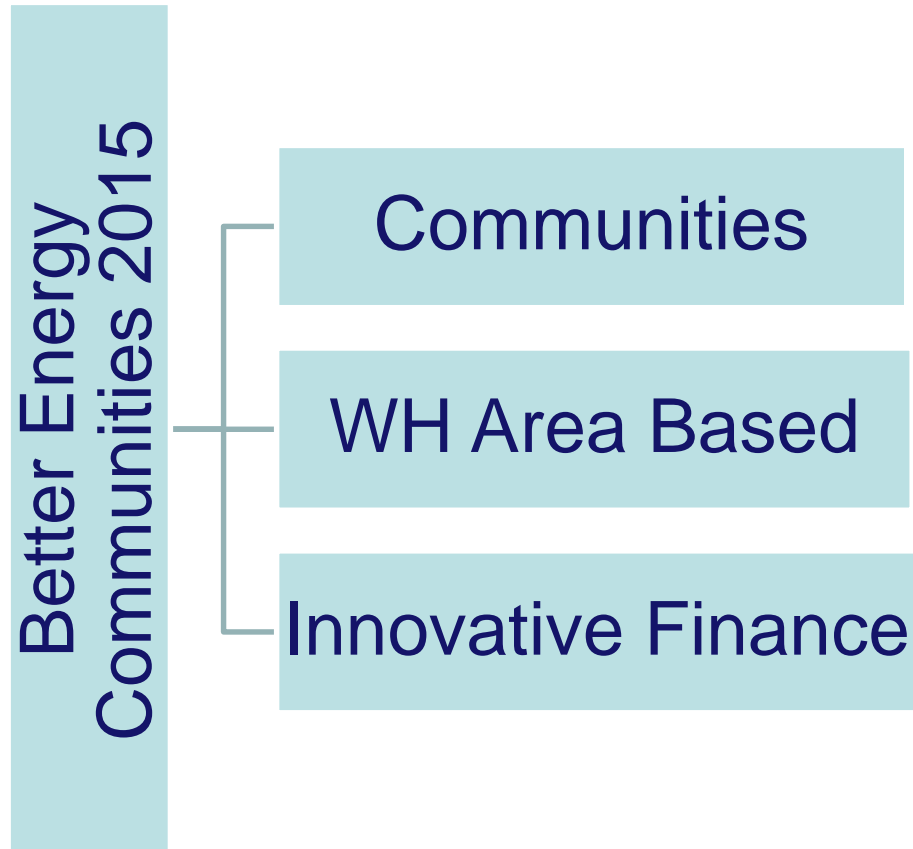 Better Energy
Communities 2015
Communities
WH Area Based
Innovative Finance